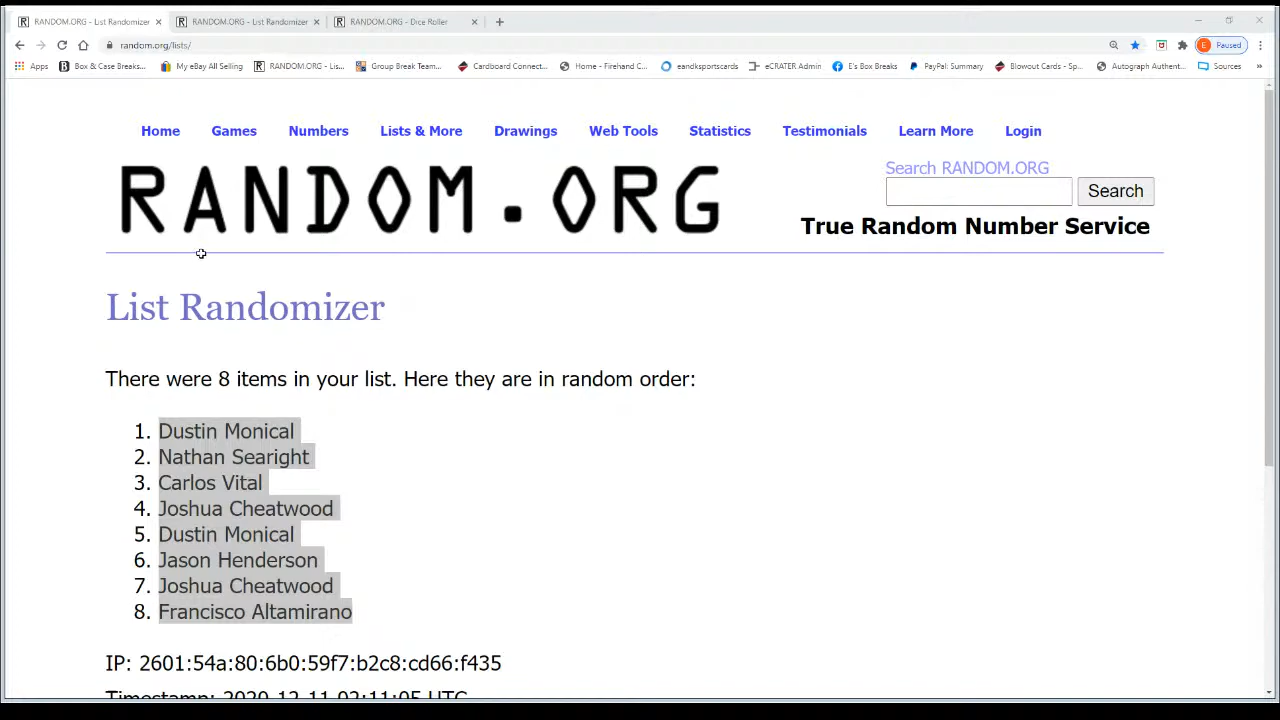 RANDOM.ORG - List Randomizer
RANDOM.ORG - List Randomizer
RANDOM.ORG - Dice Roller
random.org/lists/
E Paused
Apps Box & Case Breaks... My eBay All Selling RANDOM.ORG - Lis... Group Break Team... Cardboard Connect... Home - Firehand C... eandksportscards eCRATER Admin E's Box Breaks PayPal: Summary Blowout Cards - Sp... Autograph Authent... Sources »
Home Games Numbers Lists & More Drawings Web Tools Statistics Testimonials Learn More Login
RANDOM.ORG
Search RANDOM.ORG
Search
True Random Number Service
List Randomizer
There were 8 items in your list. Here they are in random order:
1. Dustin Monical
2. Nathan Searight
3. Carlos Vital
4. Joshua Cheatwood
5. Dustin Monical
6. Jason Henderson
7. Joshua Cheatwood
8. Francisco Altamirano
IP: 2601:54a:80:6b0:59f7:b2c8:cd66:f435
Timestamp: 2020-12-11 02:11:05 UTC